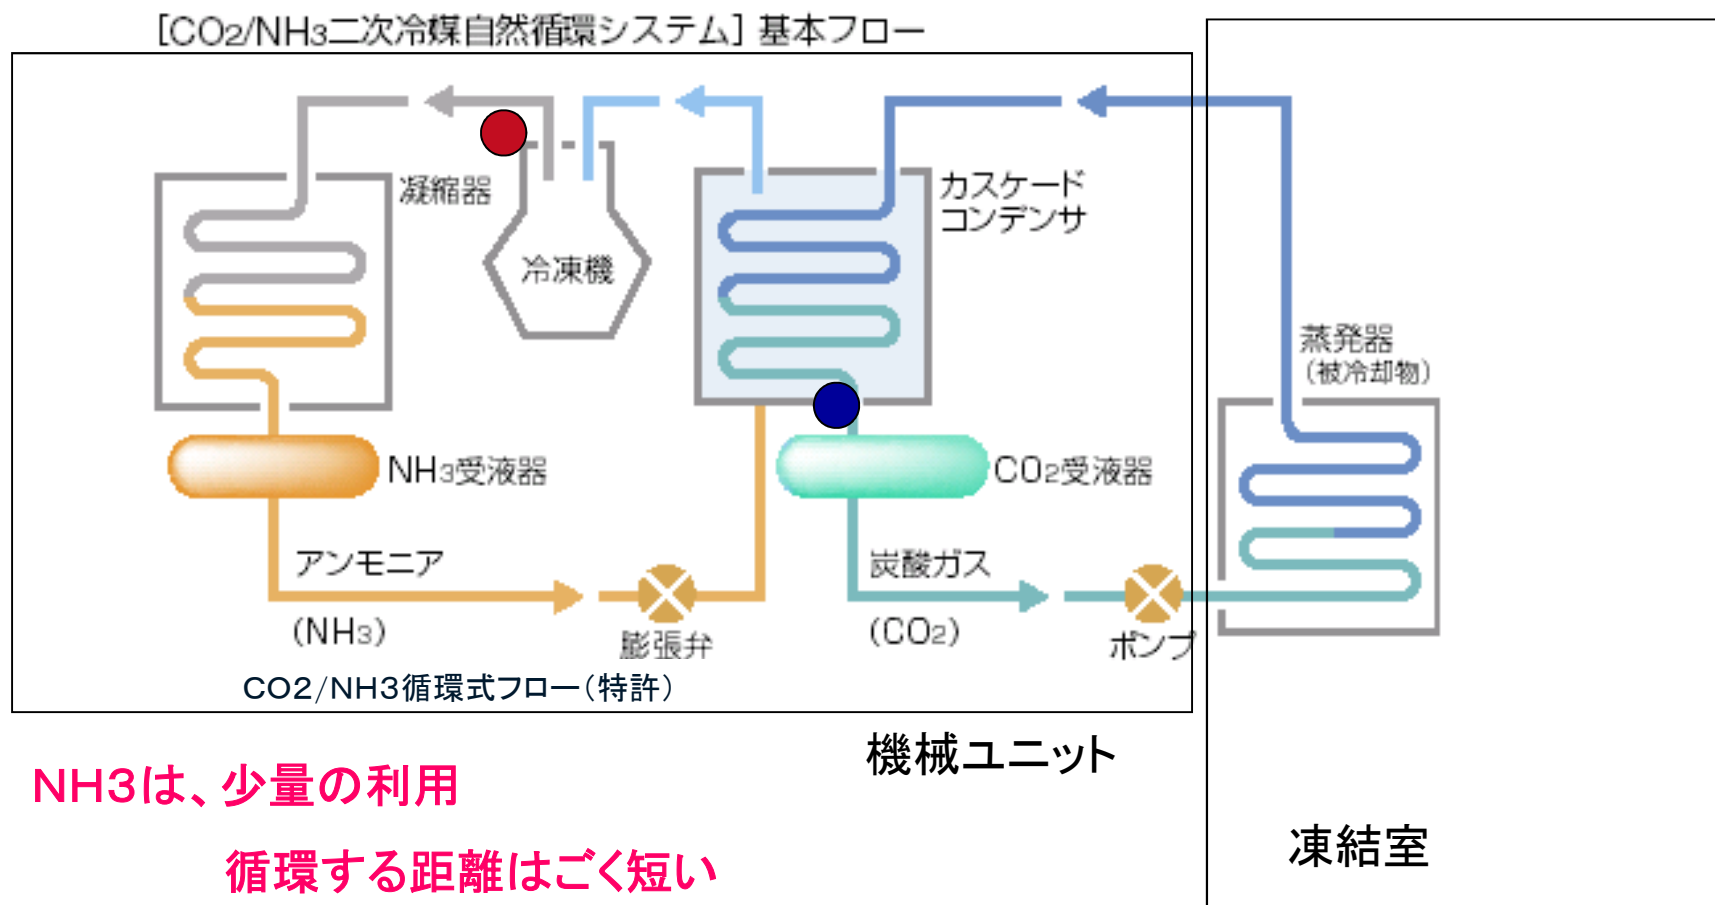 [CO2/NH3二次冷媒自然循環システム] 基本フロー
凝縮器
冷凍機
カスケード
コンデンサ
蒸発器
(被冷却物)
NH3受液器
CO2受液器
アンモニア
(NH3)
膨張弁
炭酸ガス
(CO2)
ポンプ
CO2/NH3循環式フロー(特許)
機械ユニット
NH3は、少量の利用
循環する距離はごく短い
凍結室